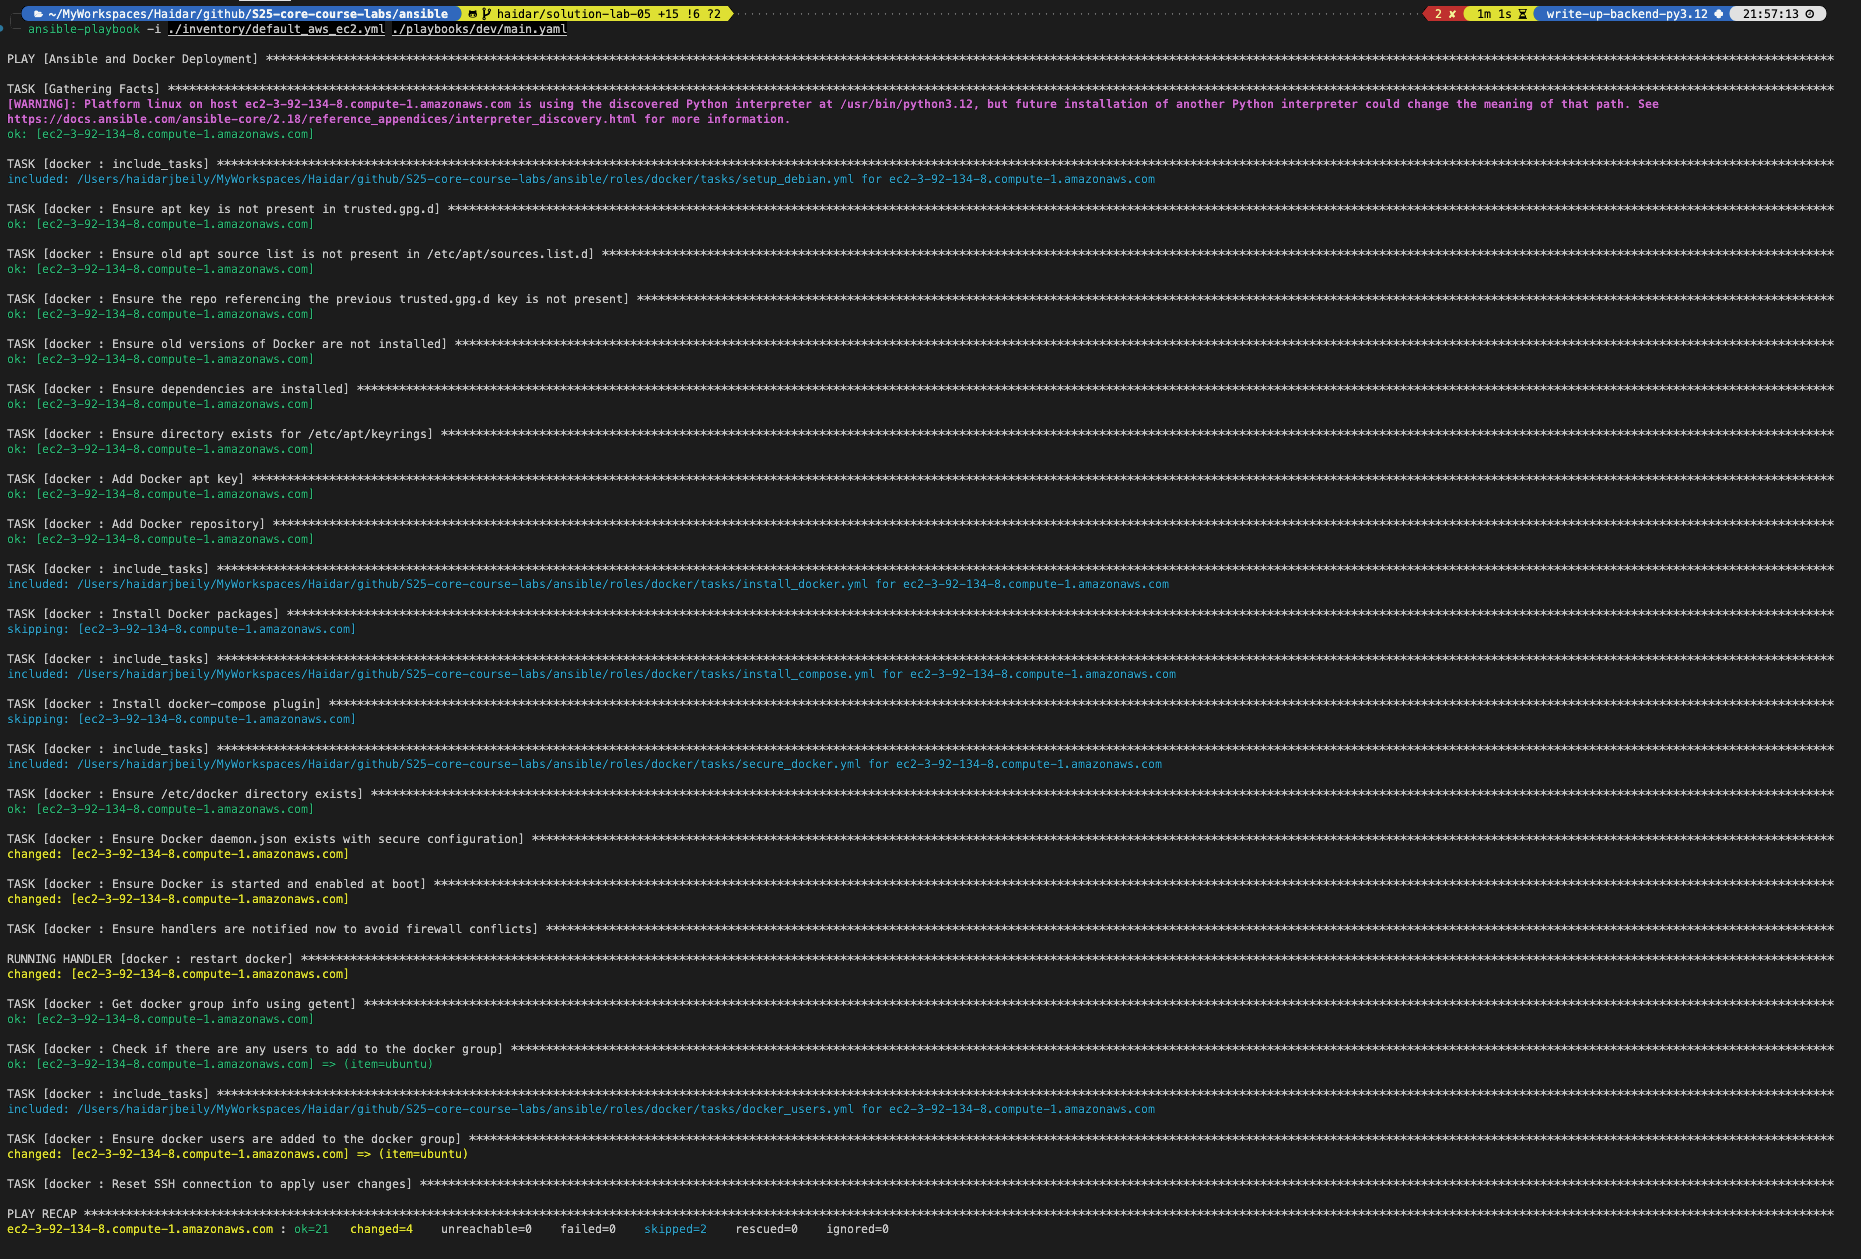 ~/MyWorkspaces/Haidar/github/S25-core-course-labs/ansible haidar/solution-lab-05 +15 !6 ?2 2 ✘ 1m 1s write-up-backend-py3.12 21:57:13
ansible-playbook -i ./inventory/default_aws_ec2.yml ./playbooks/dev/main.yaml
PLAY [Ansible and Docker Deployment] ****
TASK [Gathering Facts] ****
[WARNING]: Platform linux on host ec2-3-92-134-8.compute-1.amazonaws.com is using the discovered Python interpreter at /usr/bin/python3.12, but future installation of another Python interpreter could change the meaning of that path. See
https://docs.ansible.com/ansible-core/2.18/reference_appendices/interpreter_discovery.html for more information.
ok: [ec2-3-92-134-8.compute-1.amazonaws.com]
TASK [docker : include_tasks] ****
included: /Users/haidarjbeily/MyWorkspaces/Haidar/github/S25-core-course-labs/ansible/roles/docker/tasks/setup_debian.yml for ec2-3-92-134-8.compute-1.amazonaws.com
TASK [docker : Ensure apt key is not present in trusted.gpg.d] ****
ok: [ec2-3-92-134-8.compute-1.amazonaws.com]
TASK [docker : Ensure old apt source list is not present in /etc/apt/sources.list.d] ****
ok: [ec2-3-92-134-8.compute-1.amazonaws.com]
TASK [docker : Ensure the repo referencing the previous trusted.gpg.d key is not present] ****
ok: [ec2-3-92-134-8.compute-1.amazonaws.com]
TASK [docker : Ensure old versions of Docker are not installed] ****
ok: [ec2-3-92-134-8.compute-1.amazonaws.com]
TASK [docker : Ensure dependencies are installed] ****
ok: [ec2-3-92-134-8.compute-1.amazonaws.com]
TASK [docker : Ensure directory exists for /etc/apt/keyrings] ****
ok: [ec2-3-92-134-8.compute-1.amazonaws.com]
TASK [docker : Add Docker apt key] ****
ok: [ec2-3-92-134-8.compute-1.amazonaws.com]
TASK [docker : Add Docker repository] ****
ok: [ec2-3-92-134-8.compute-1.amazonaws.com]
TASK [docker : include_tasks] ****
included: /Users/haidarjbeily/MyWorkspaces/Haidar/github/S25-core-course-labs/ansible/roles/docker/tasks/install_docker.yml for ec2-3-92-134-8.compute-1.amazonaws.com
TASK [docker : Install Docker packages] ****
skipping: [ec2-3-92-134-8.compute-1.amazonaws.com]
TASK [docker : include_tasks] ****
included: /Users/haidarjbeily/MyWorkspaces/Haidar/github/S25-core-course-labs/ansible/roles/docker/tasks/install_compose.yml for ec2-3-92-134-8.compute-1.amazonaws.com
TASK [docker : Install docker-compose plugin] ****
skipping: [ec2-3-92-134-8.compute-1.amazonaws.com]
TASK [docker : include_tasks] ****
included: /Users/haidarjbeily/MyWorkspaces/Haidar/github/S25-core-course-labs/ansible/roles/docker/tasks/secure_docker.yml for ec2-3-92-134-8.compute-1.amazonaws.com
TASK [docker : Ensure /etc/docker directory exists] ****
ok: [ec2-3-92-134-8.compute-1.amazonaws.com]
TASK [docker : Ensure Docker daemon.json exists with secure configuration] ****
changed: [ec2-3-92-134-8.compute-1.amazonaws.com]
TASK [docker : Ensure Docker is started and enabled at boot] ****
changed: [ec2-3-92-134-8.compute-1.amazonaws.com]
TASK [docker : Ensure handlers are notified now to avoid firewall conflicts] ****
RUNNING HANDLER [docker : restart docker] ****
changed: [ec2-3-92-134-8.compute-1.amazonaws.com]
TASK [docker : Get docker group info using getent] ****
ok: [ec2-3-92-134-8.compute-1.amazonaws.com]
TASK [docker : Check if there are any users to add to the docker group] ****
ok: [ec2-3-92-134-8.compute-1.amazonaws.com] => (item=ubuntu)
TASK [docker : include_tasks] ****
included: /Users/haidarjbeily/MyWorkspaces/Haidar/github/S25-core-course-labs/ansible/roles/docker/tasks/docker_users.yml for ec2-3-92-134-8.compute-1.amazonaws.com
TASK [docker : Ensure docker users are added to the docker group] ****
changed: [ec2-3-92-134-8.compute-1.amazonaws.com] => (item=ubuntu)
TASK [docker : Reset SSH connection to apply user changes] ****
PLAY RECAP ****
ec2-3-92-134-8.compute-1.amazonaws.com : ok=21 changed=4 unreachable=0 failed=0 skipped=2 rescued=0 ignored=0